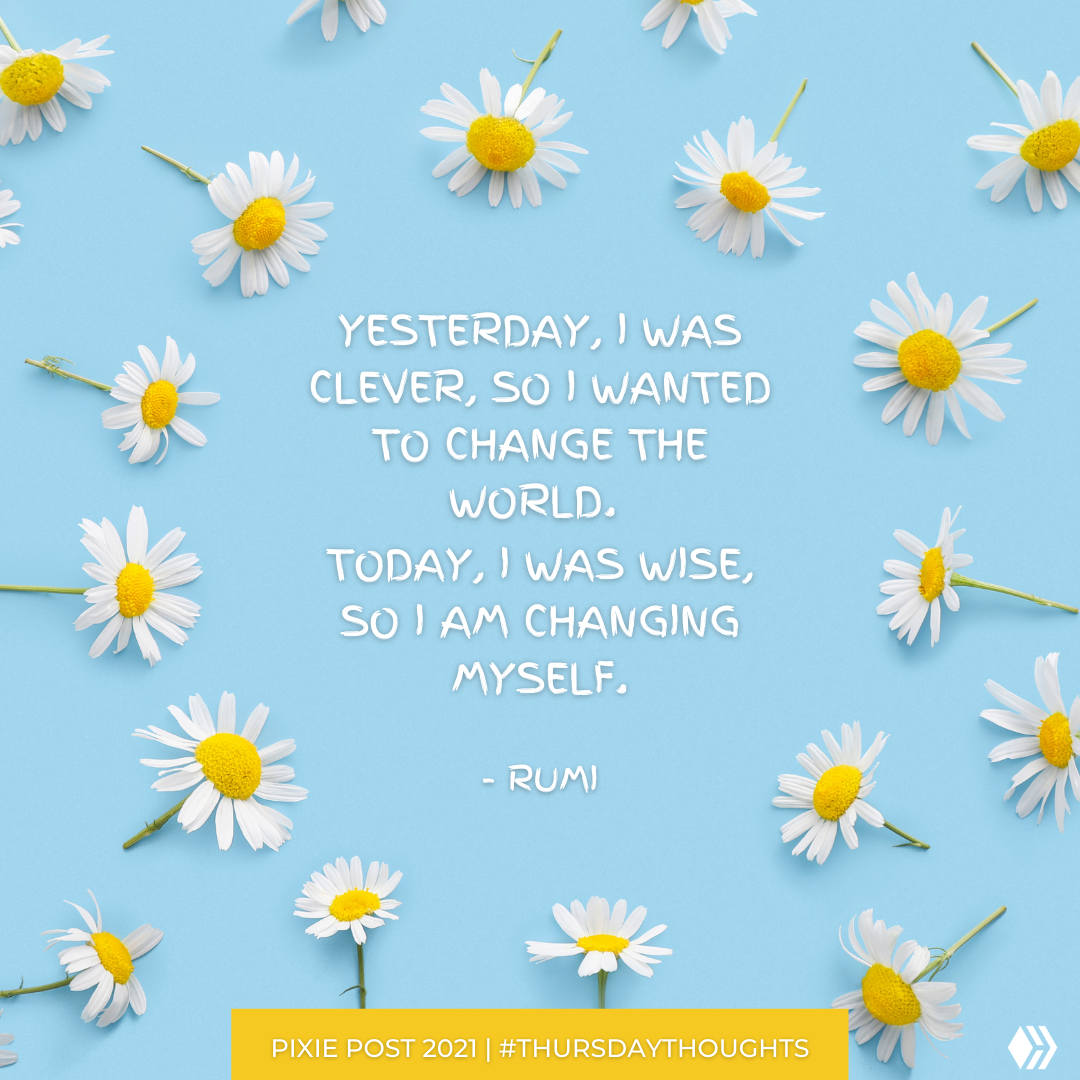 YESTERDAY, I WAS
CLEVER, SO I WANTED
TO CHANGE THE
WORLD.
TODAY, I WAS WISE,
SO I AM CHANGING
MYSELF.
- RUMI
PIXIE POST 2021 | #THURSDAYTHOUGHTS